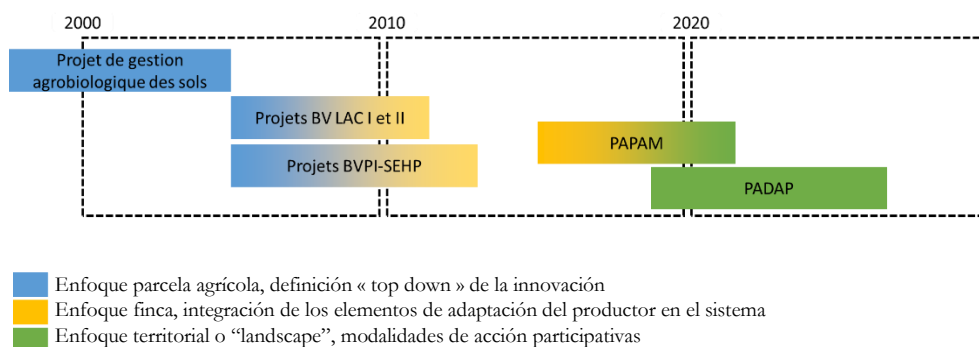 2000 2010 2020
Projet de gestion
agrobiologique des sols
Projets BV LAC I et II
Projets BVPI-SEHP
PAPAM
PADAP
Enfoque parcela agrícola, definición « top down » de la innovación
Enfoque finca, integración de los elementos de adaptación del productor en el sistema
Enfoque territorial o “landscape”, modalidades de acción participativas